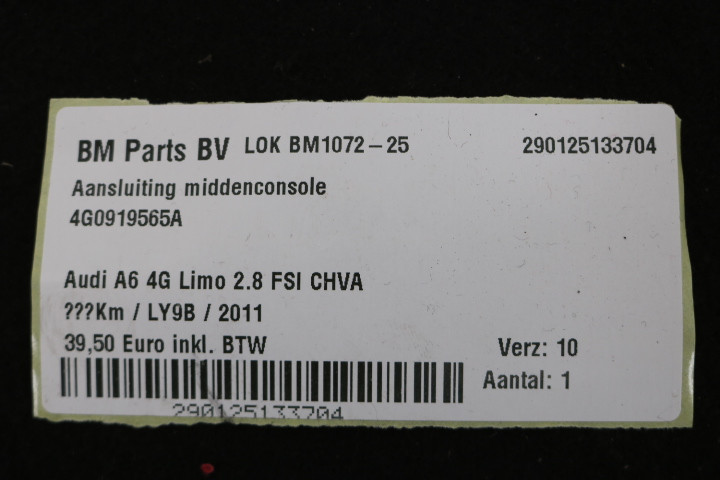 BM Parts BV LOK BM1072-25 290125133704
Aansluiting middenconsole
4G0919565A
Audi A6 4G Limo 2.8 FSI CHVA
???Km / LY9B / 2011
39,50 Euro inkl. BTW Verz: 10
Aantal: 1
290125133704